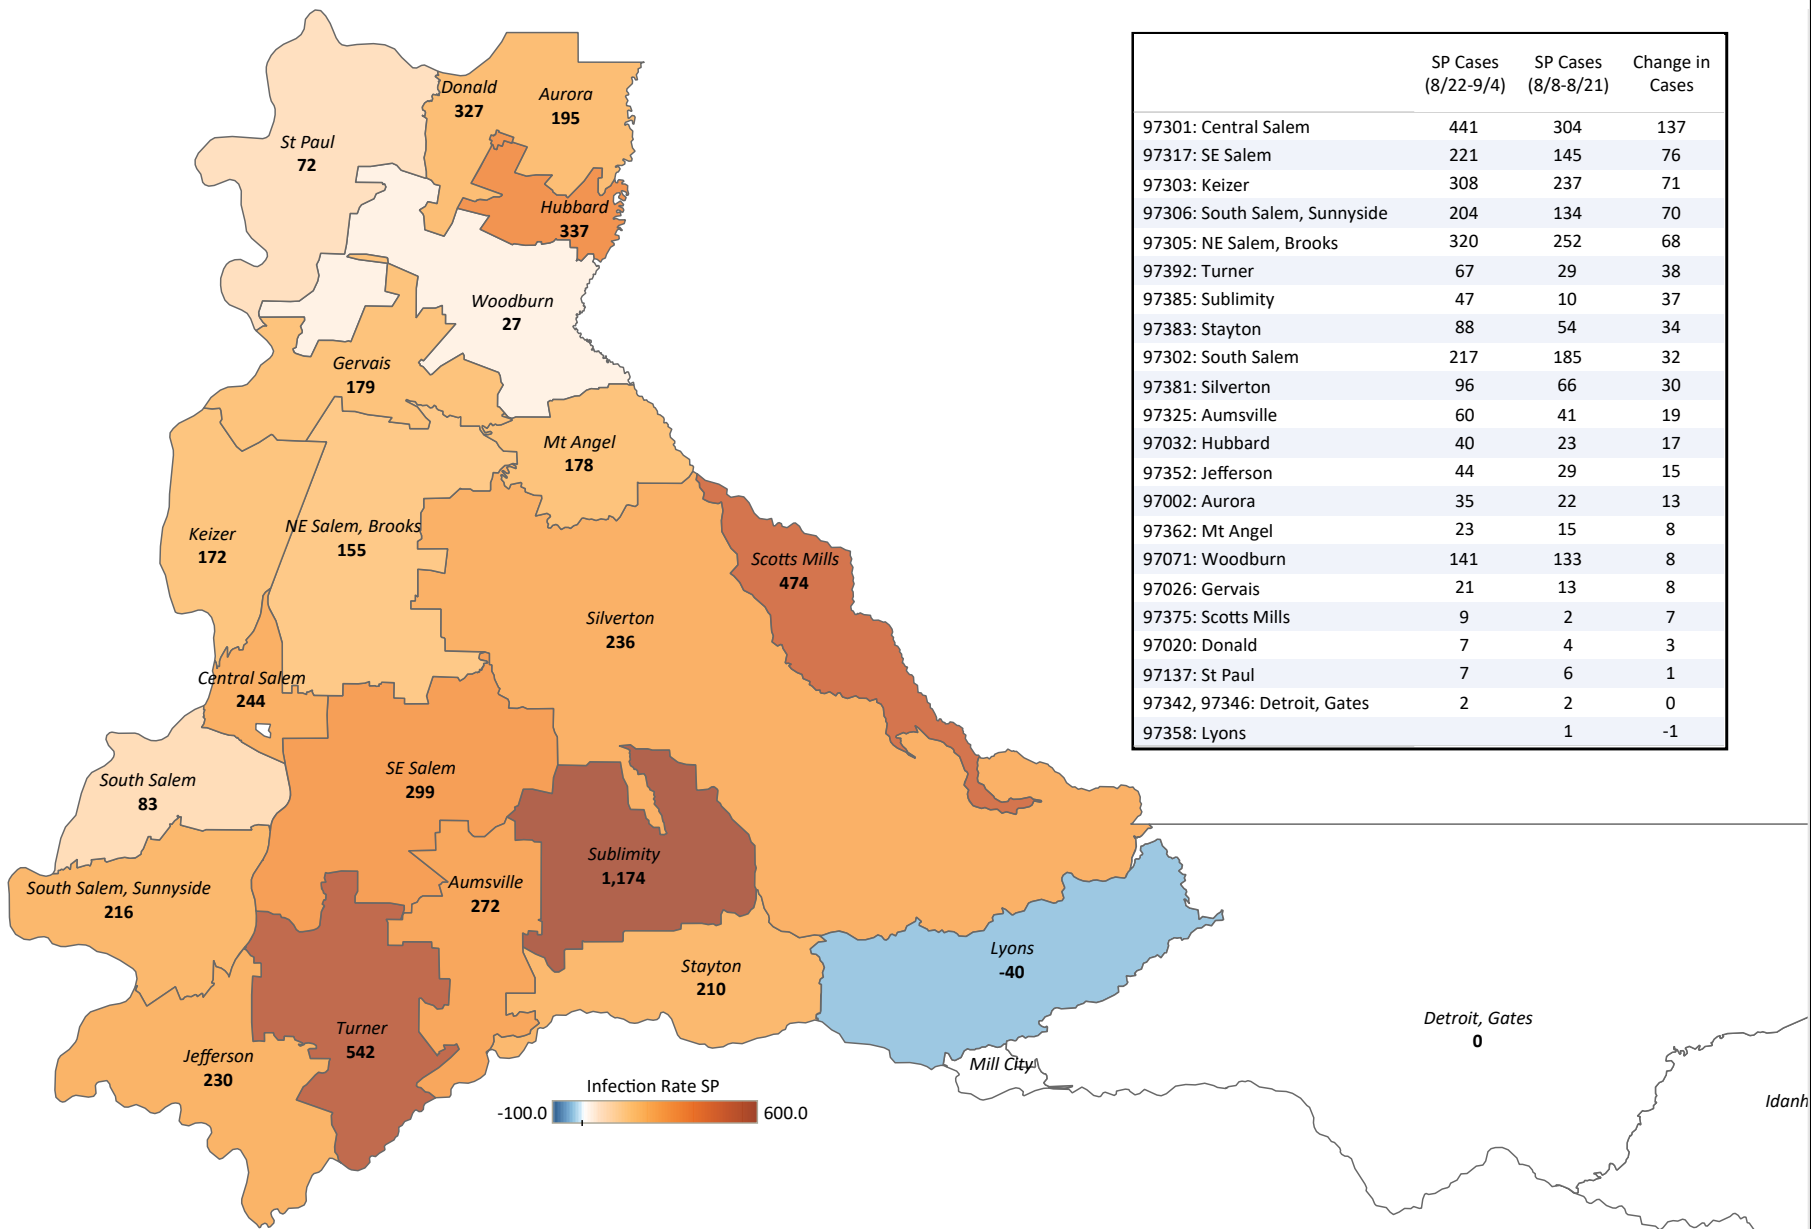 Donald
327
Aurora
195
St Paul
72
Hubbard
337
Woodburn
27
Gervais
179
Mt Angel
178
Keizer
172
NE Salem, Brooks
155
Scotts Mills
474
Silverton
236
Central Salem
244
SE Salem
299
South Salem
83
Sublimity
1,174
Aumsville
272
South Salem, Sunnyside
216
Stayton
210
Lyons
-40
Turner
542
Jefferson
230
Detroit, Gates
0
Mill City
Idanh
Infection Rate SP
-100.0 600.0
SP Cases SP Cases Change in
(8/22-9/4) (8/8-8/21) Cases
97301: Central Salem 441 304 137
97317: SE Salem 221 145 76
97303: Keizer 308 237 71
97306: South Salem, Sunnyside 204 134 70
97305: NE Salem, Brooks 320 252 68
97392: Turner 67 29 38
97385: Sublimity 47 10 37
97383: Stayton 88 54 34
97302: South Salem 217 185 32
97381: Silverton 96 66 30
97325: Aumsville 60 41 19
97032: Hubbard 40 23 17
97352: Jefferson 44 29 15
97002: Aurora 35 22 13
97362: Mt Angel 23 15 8
97071: Woodburn 141 133 8
97026: Gervais 21 13 8
97375: Scotts Mills 9 2 7
97020: Donald 7 4 3
97137: St Paul 7 6 1
97342, 97346: Detroit, Gates 2 2 0
97358: Lyons 1 -1